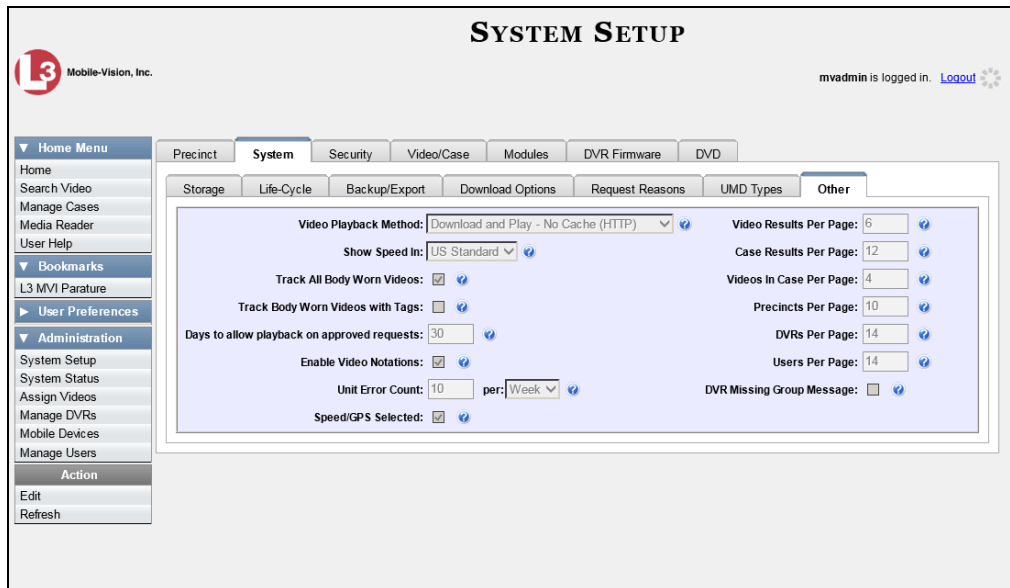 SYSTEM SETUP
L3 Mobile-Vision, Inc.
mvadmin is logged in. Logout
Home Menu
Home
Search Video
Manage Cases
Media Reader
User Help
Bookmarks
L3 MVI Parature
User Preferences
Administration
System Setup
System Status
Assign Videos
Manage DVRs
Mobile Devices
Manage Users
Action
Edit
Refresh
Precinct System Security Video/Case Modules DVR Firmware DVD
Storage Life-Cycle Backup/Export Download Options Request Reasons UMD Types Other
Video Playback Method: Download and Play - No Cache (HTTP) ?
Show Speed In: US Standard ?
Track All Body Worn Videos: ?
Track Body Worn Videos with Tags: ?
Days to allow playback on approved requests: 30 ?
Enable Video Notations: ?
Unit Error Count: 10 per: Week ?
Speed/GPS Selected: ?
Video Results Per Page: 6 ?
Case Results Per Page: 12 ?
Videos In Case Per Page: 4 ?
Precincts Per Page: 10 ?
DVRs Per Page: 14 ?
Users Per Page: 14 ?
DVR Missing Group Message: ?